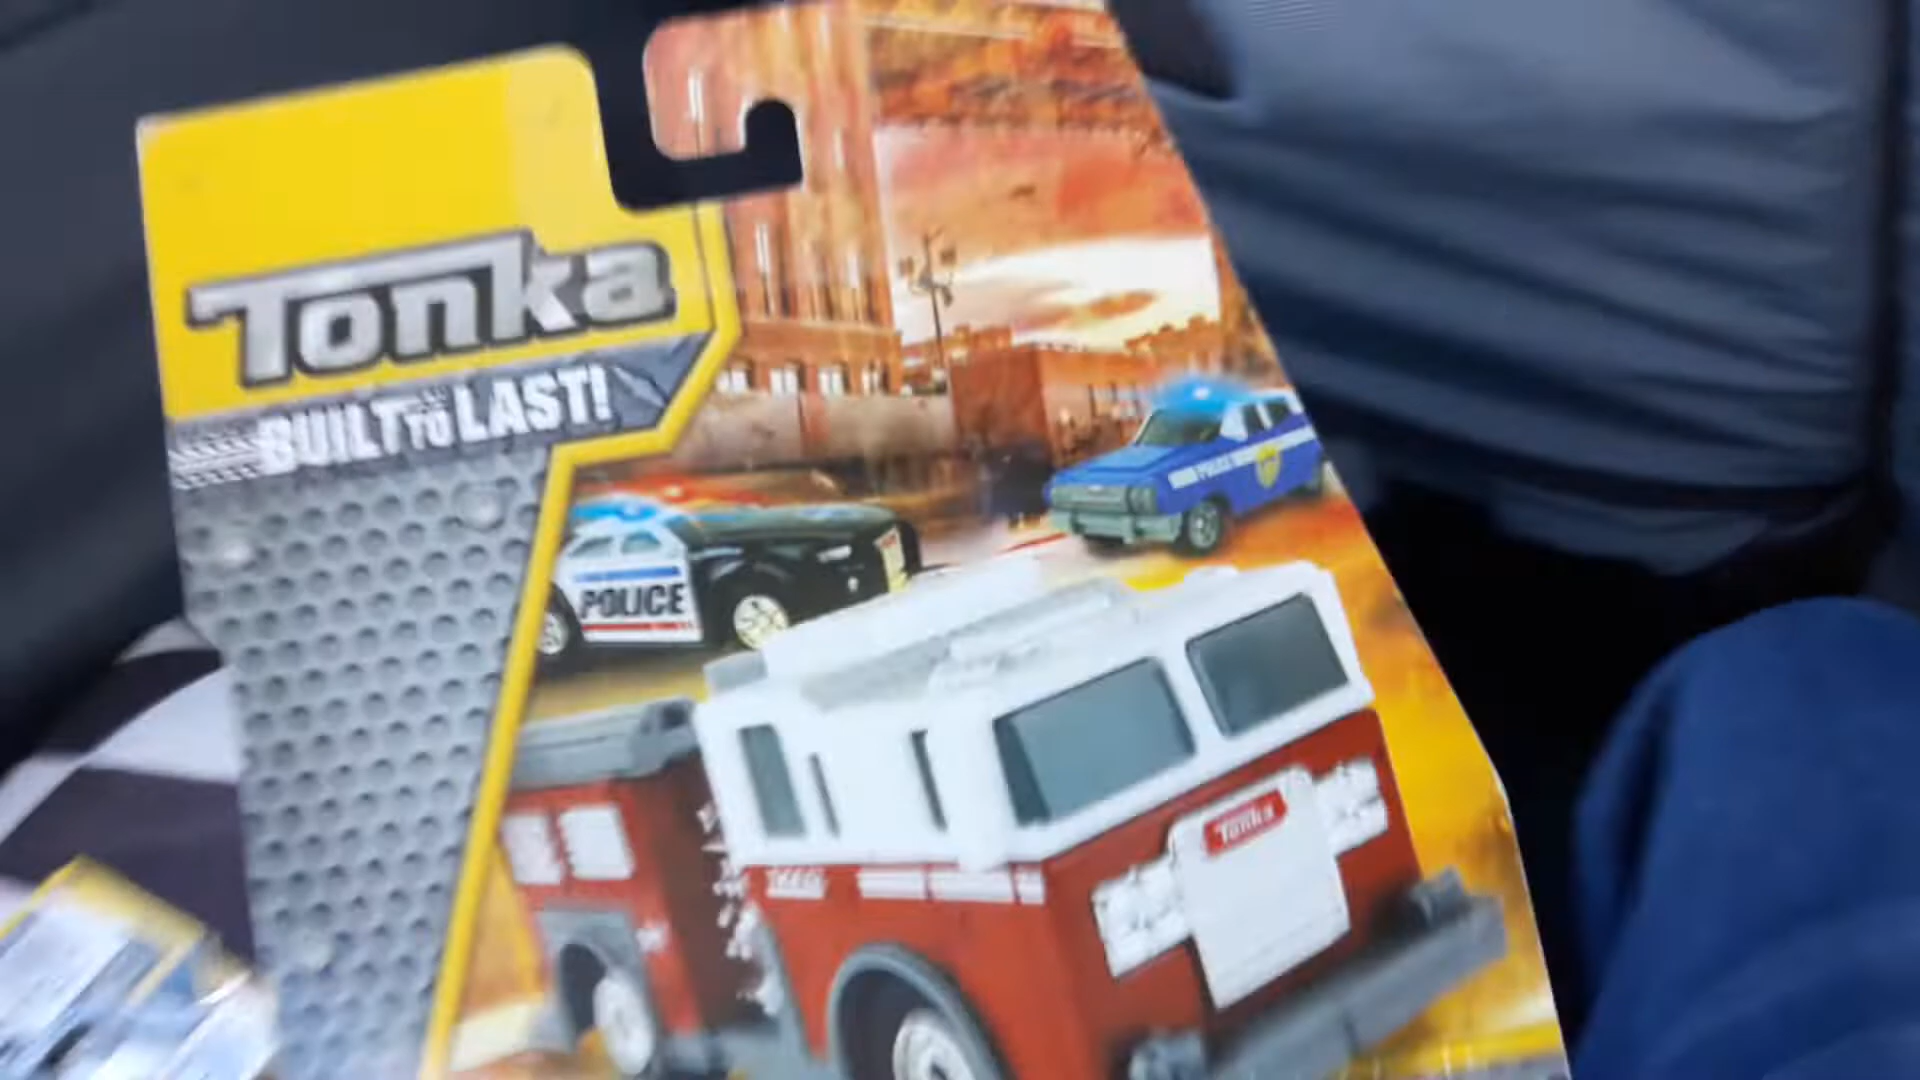 Tonka
BUILT TO LAST!
POLICE
POLICE
Tonka